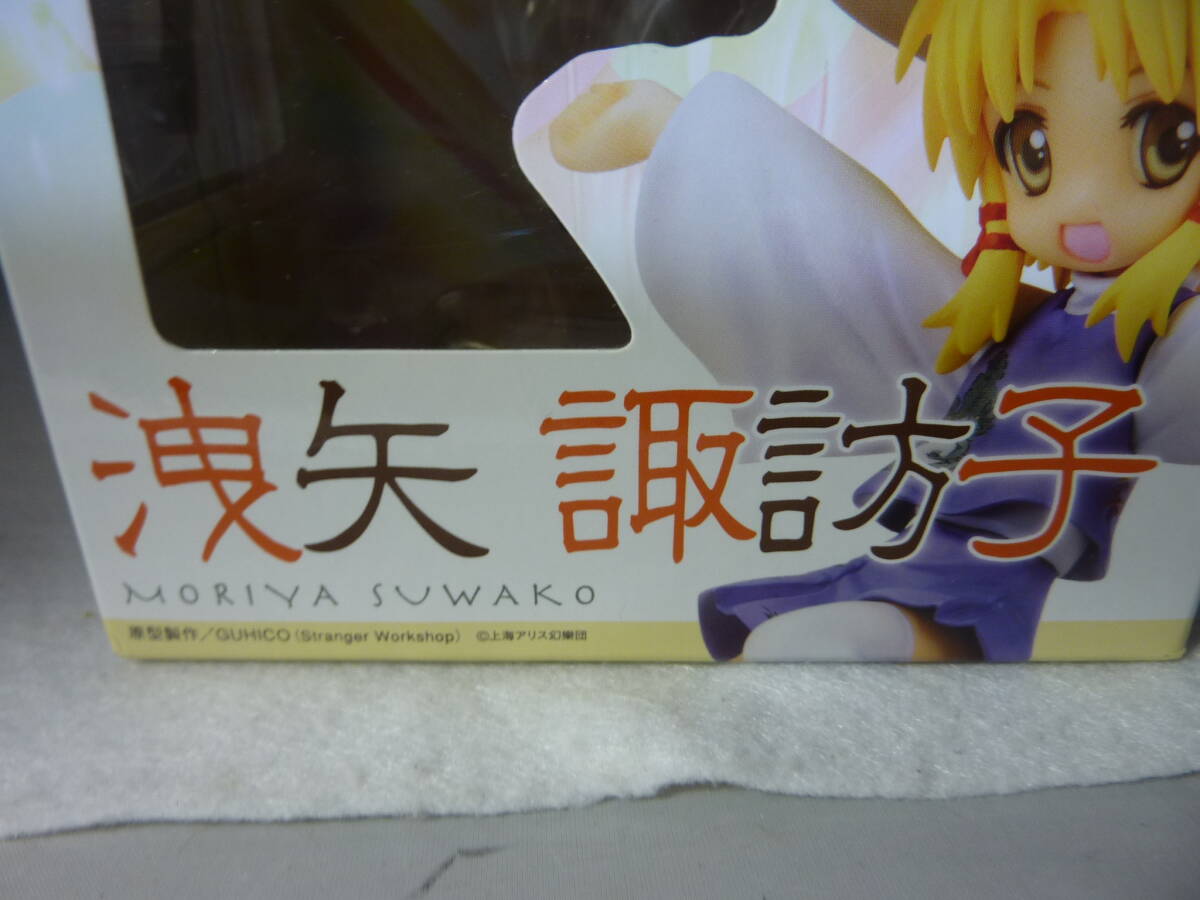 洩矢 諏訪子
MORIYA SUWAKO
原型製作/GUHICO(Stranger Workshop) ©上海アリス幻樂団